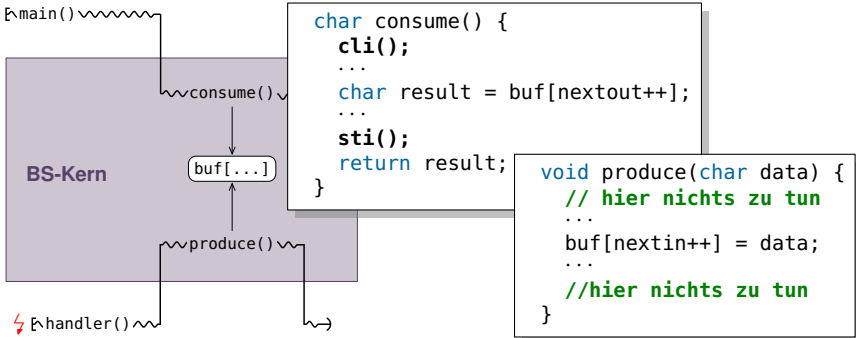 main()
consume()
BS-Kern
buf[...]
produce()
handler()
char consume() {
cli();
...
char result = buf[nextout++];
...
sti();
return result;
}
void produce(char data) {
// hier nichts zu tun
...
buf[nextin++] = data;
...
//hier nichts zu tun
}